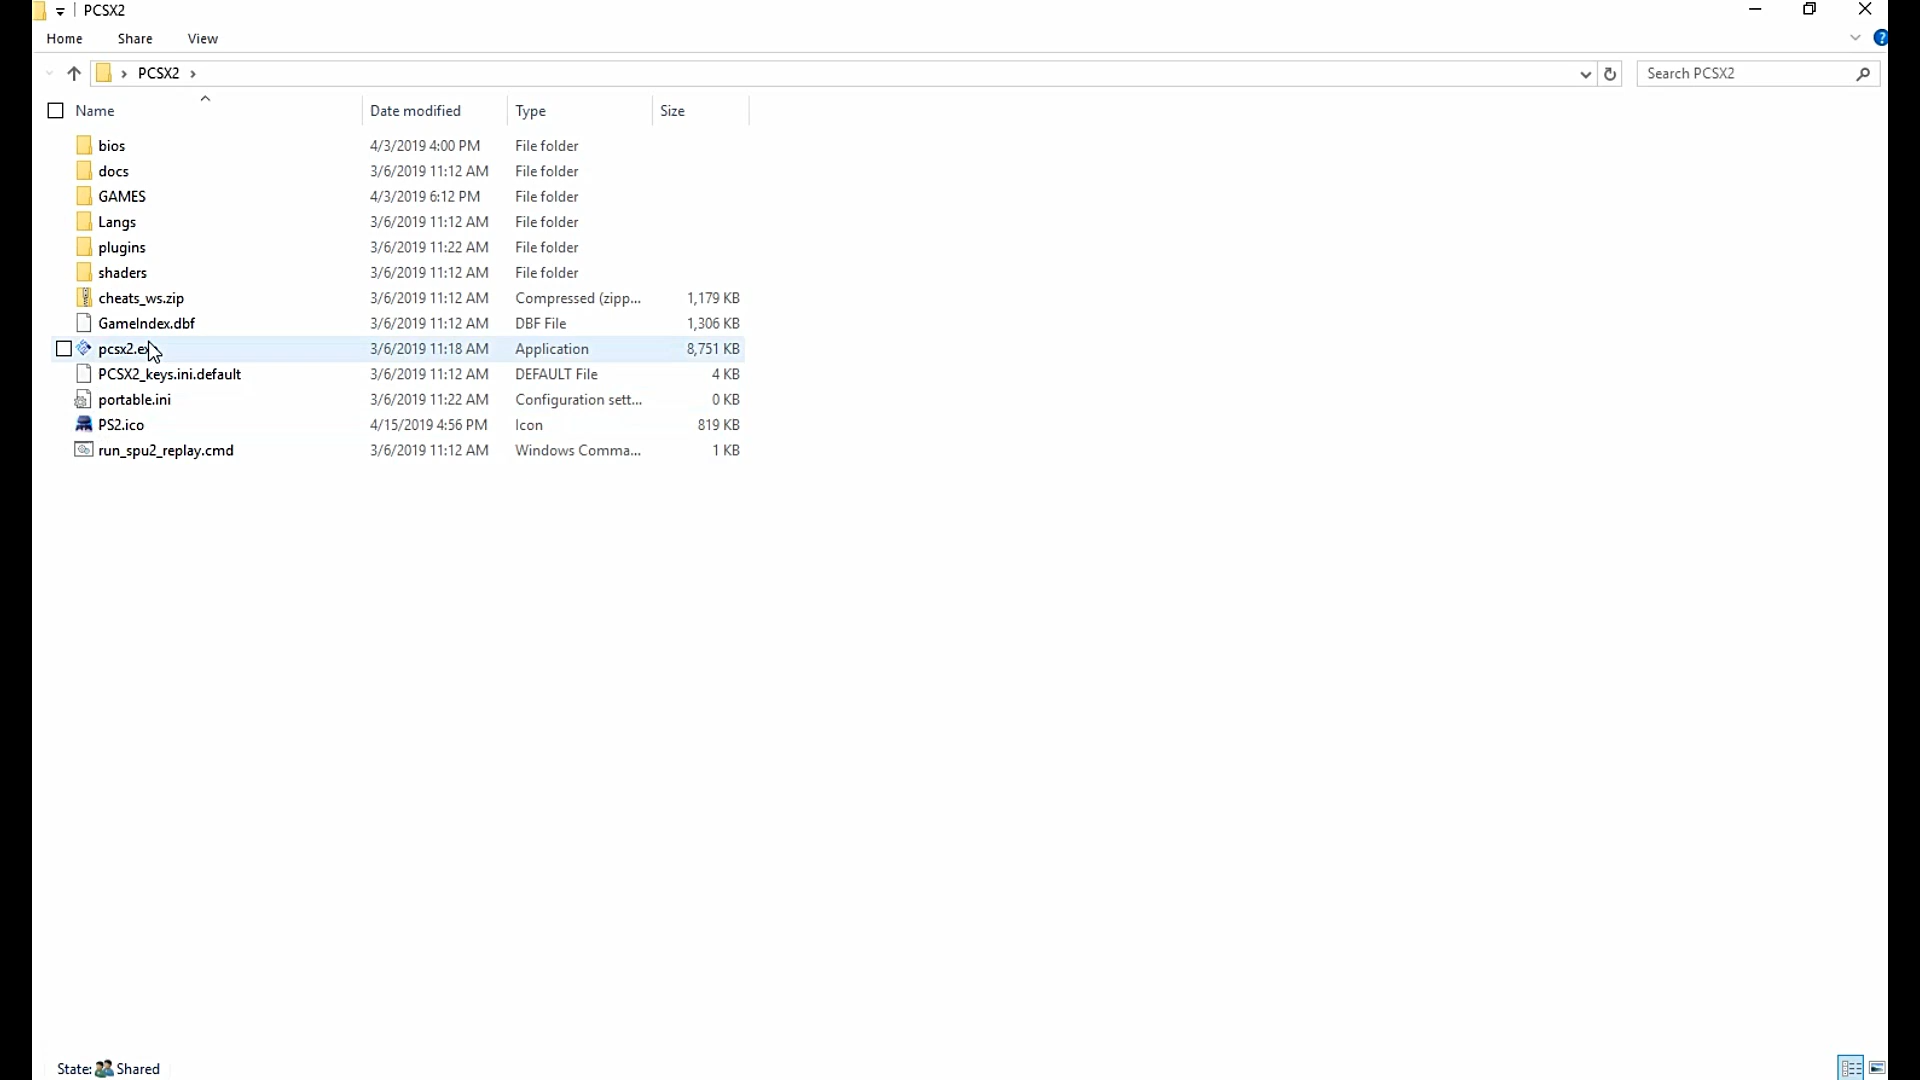 PCSX2
Home Share View
PCSX2 Search PCSX2
Name Date modified Type Size
bios 4/3/2019 4:00 PM File folder
docs 3/6/2019 11:12 AM File folder
GAMES 4/3/2019 6:12 PM File folder
Langs 3/6/2019 11:12 AM File folder
plugins 3/6/2019 11:22 AM File folder
shaders 3/6/2019 11:12 AM File folder
cheats_ws.zip 3/6/2019 11:12 AM Compressed (zipp... 1,179 KB
GameIndex.dbf 3/6/2019 11:12 AM DBF File 1,306 KB
3/6/2019 11:18 AM Application 8,751 KB
PCSX2_keys.ini.default 3/6/2019 11:12 AM DEFAULT File 4 KB
portable.ini 3/6/2019 11:22 AM Configuration sett... 0 KB
PS2.ico 4/15/2019 4:56 PM Icon 819 KB
run_spu2_replay.cmd 3/6/2019 11:12 AM Windows Comma... 1 KB
State: Shared